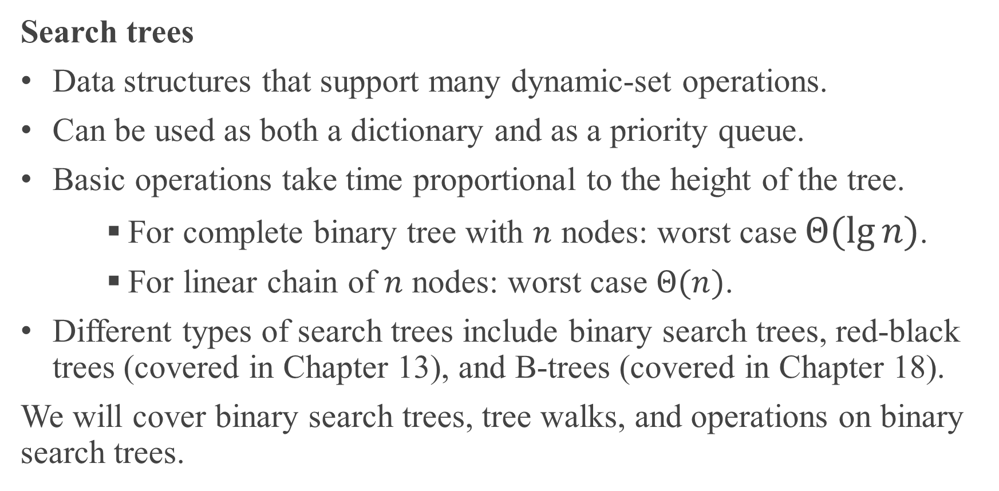 Search trees
• Data structures that support many dynamic-set operations.
• Can be used as both a dictionary and as a priority queue.
• Basic operations take time proportional to the height of the tree.
▪ For complete binary tree with n nodes: worst case Θ(lg n).
▪ For linear chain of n nodes: worst case Θ(n).
• Different types of search trees include binary search trees, red-black
trees (covered in Chapter 13), and B-trees (covered in Chapter 18).
We will cover binary search trees, tree walks, and operations on binary
search trees.